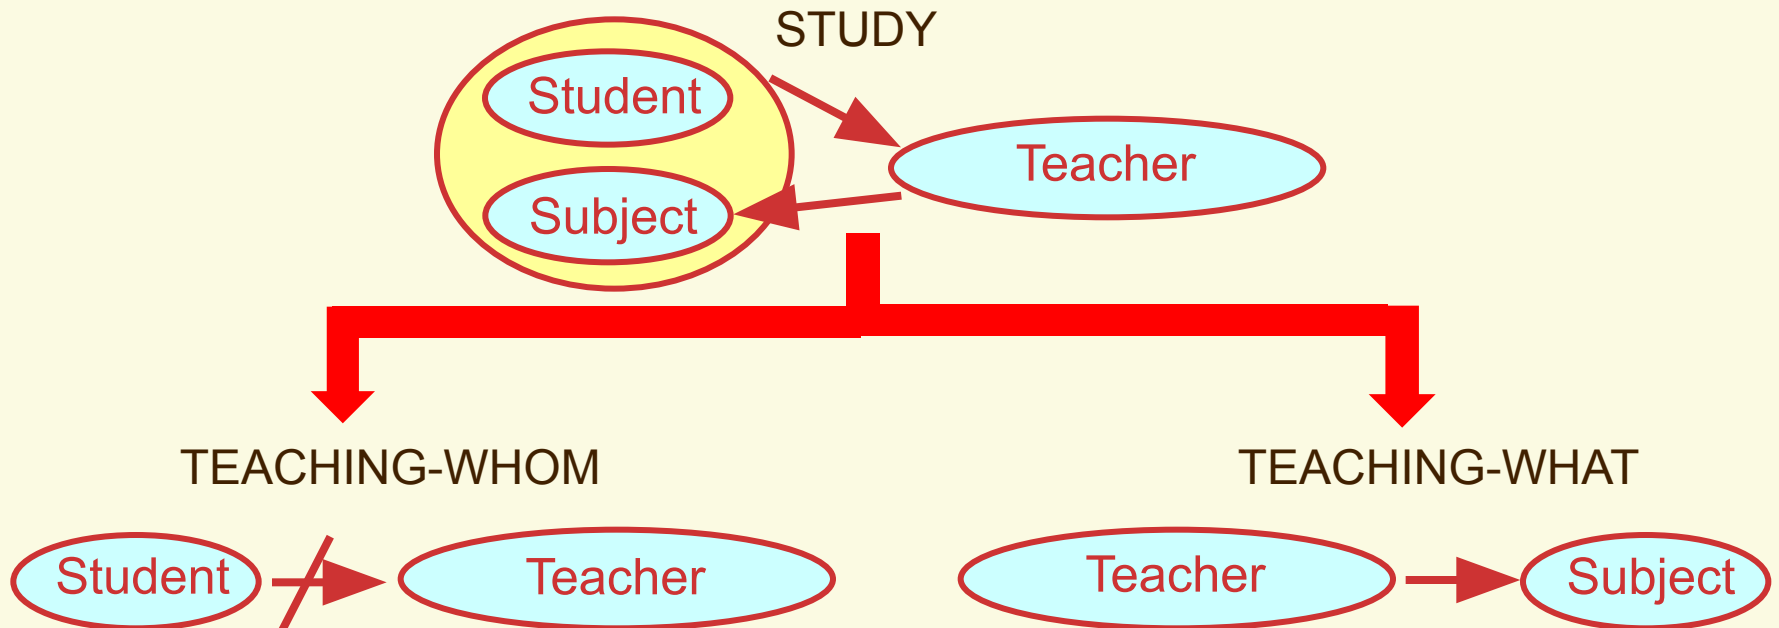 STUDY
Student
Teacher
Subject
TEACHING-WHOM
TEACHING-WHAT
Student
Teacher
Teacher
Subject